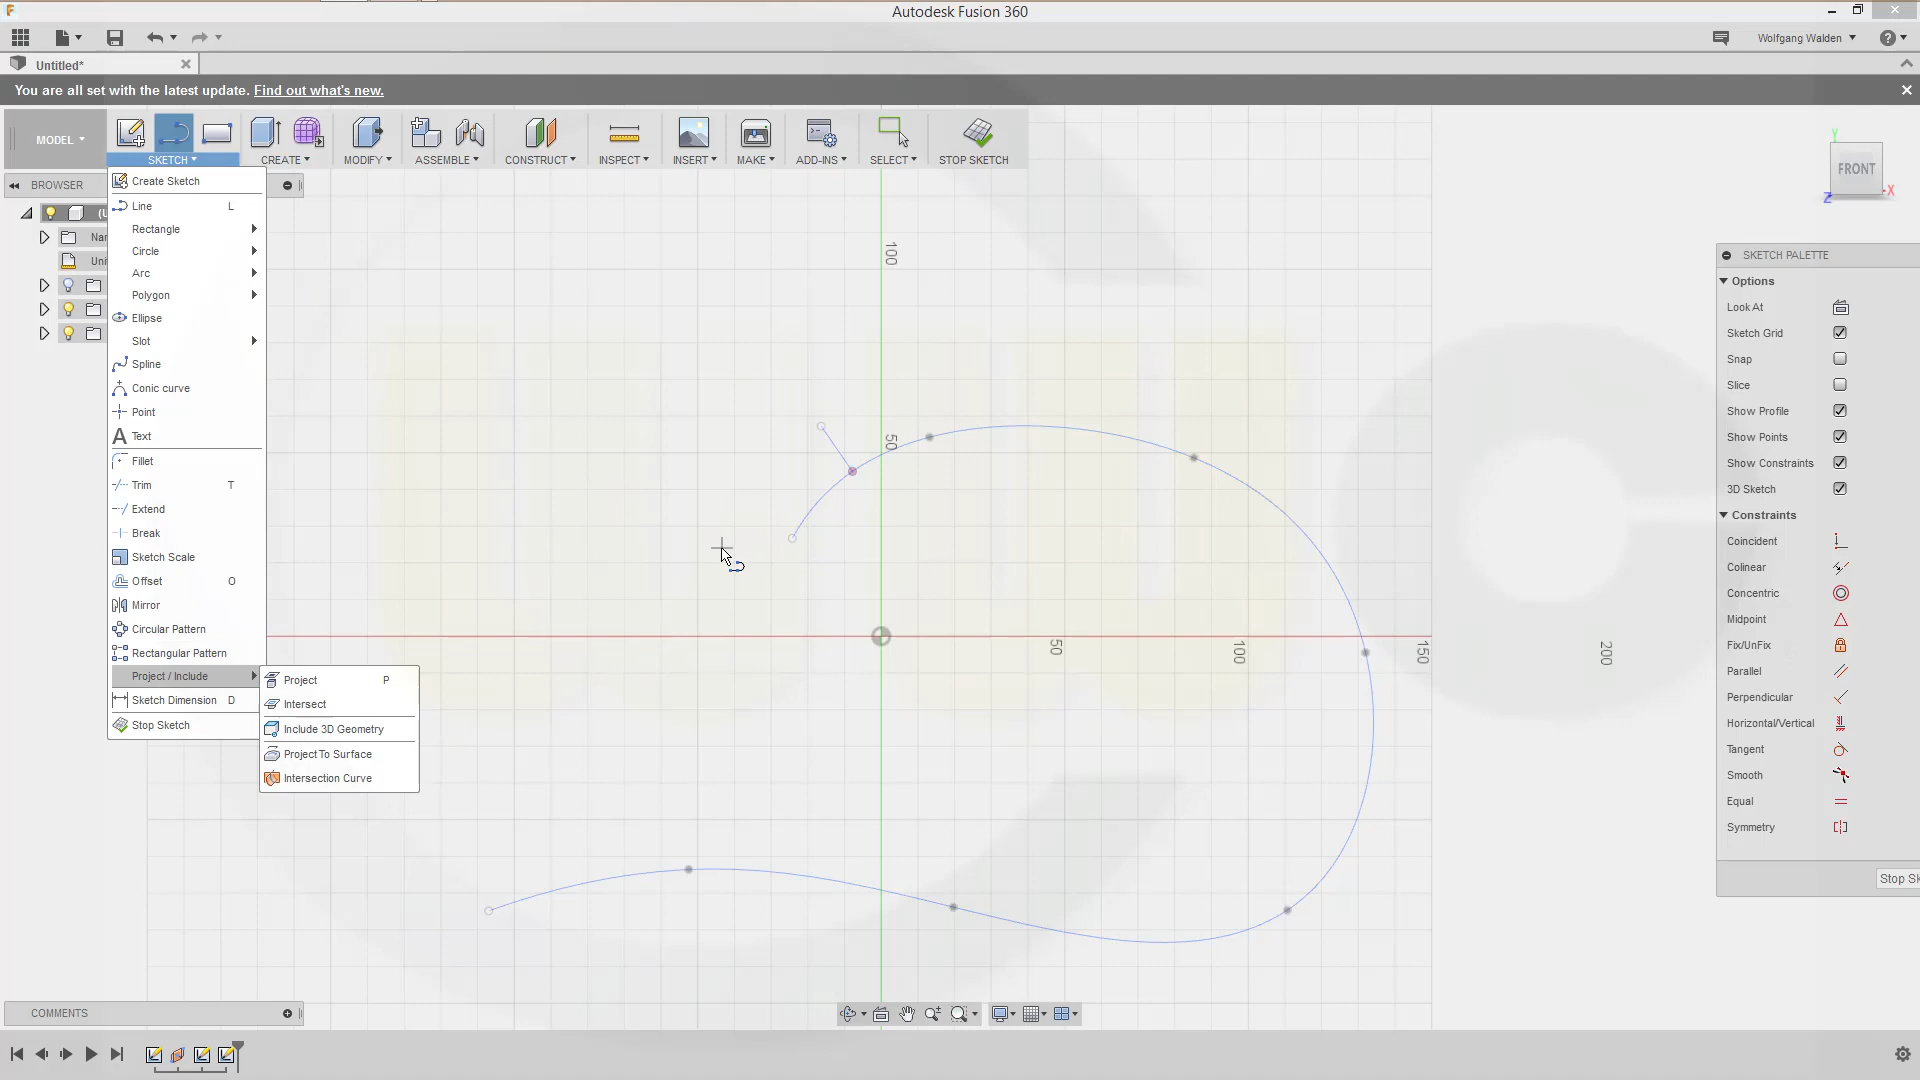 Autodesk Fusion 360
Wolfgang Walden
Untitled*
You are all set with the latest update. Find out what's new.
MODEL
SKETCH
CREATE
MODIFY
ASSEMBLE
CONSTRUCT
INSPECT
INSERT
MAKE
ADD-INS
SELECT
STOP SKETCH
BROWSER
(U
Nar
Uni
Create Sketch
Line L
Rectangle
Circle
Arc
Polygon
Ellipse
Slot
Spline
Conic curve
Point
Text
Fillet
Trim T
Extend
Break
Sketch Scale
Offset O
Mirror
Circular Pattern
Rectangular Pattern
Project / Include
Sketch Dimension D
Stop Sketch
Project P
Intersect
Include 3D Geometry
Project To Surface
Intersection Curve
100
50
50
100
150
200
Y
FRONT
X
Z
SKETCH PALETTE
Options
Look At
Sketch Grid
Snap
Slice
Show Profile
Show Points
Show Constraints
3D Sketch
Constraints
Coincident
Colinear
Concentric
Midpoint
Fix/UnFix
Parallel
Perpendicular
Horizontal/Vertical
Tangent
Smooth
Equal
Symmetry
Stop Sk
COMMENTS